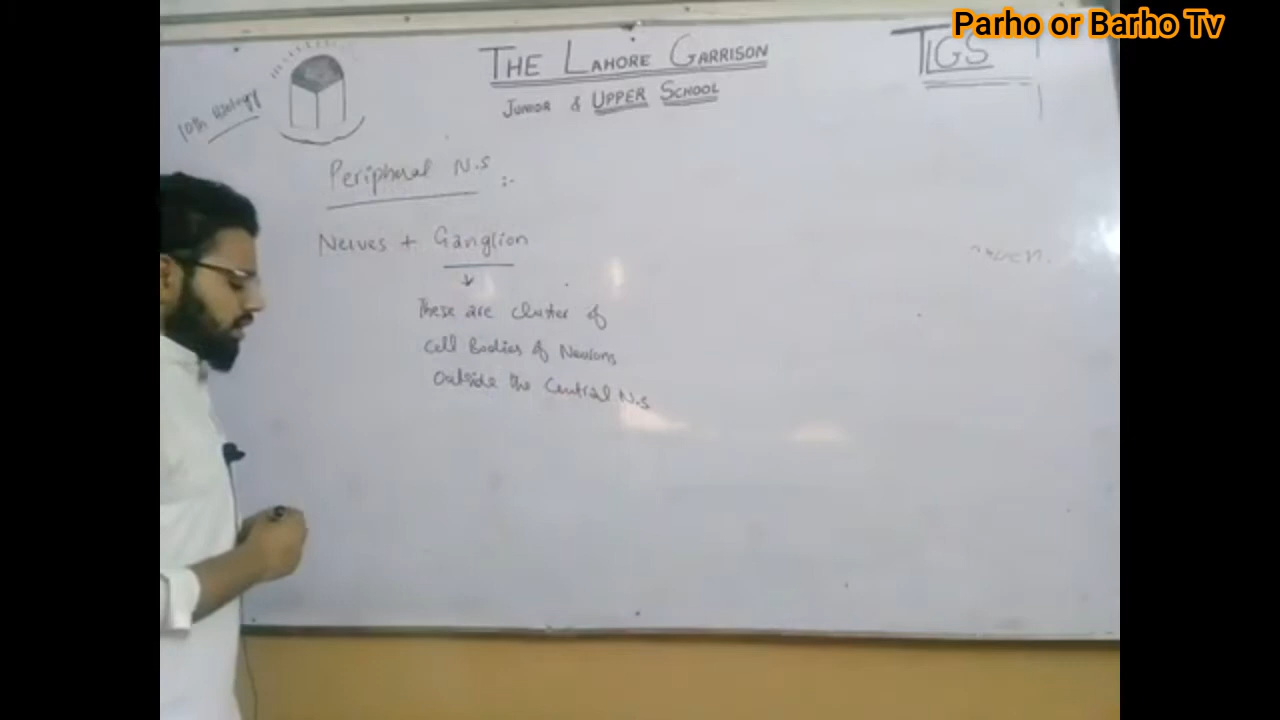 Parho or Barho Tv
THE LAHORE GARRISON
TLGS
JUNIOR & UPPER SCHOOL
10th Biology
Peripheral N.S :-
Nerves + Ganglion
These are cluster of
Cell Bodies of Neurons
Outside the Central N.S